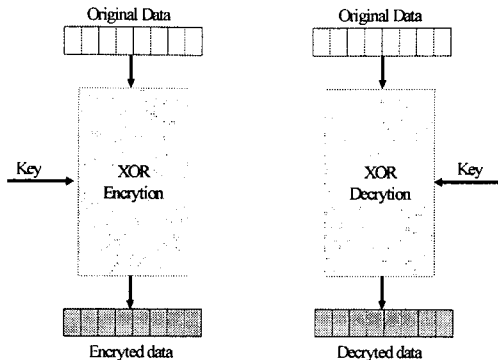 Original Data
Original Data
Key
XOR
Encrytion
XOR
Decrytion
Key
Encryted data
Decryted data